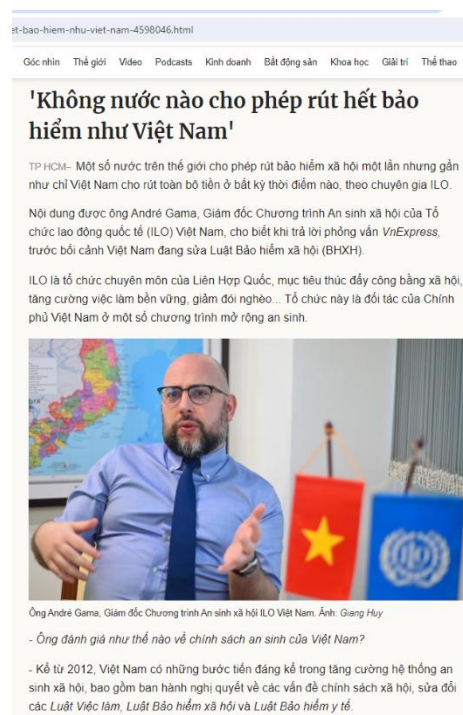 et-bao-hiem-nhu-viet-nam-4598046.html
Góc nhìn Thế giới Video Podcasts Kinh doanh Bất động sản Khoa học Giải trí Thể thao
'Không nước nào cho phép rút hết bảo
hiểm như Việt Nam'
TP HCM– Một số nước trên thế giới cho phép rút bảo hiểm xã hội một lần nhưng gần
như chỉ Việt Nam cho rút toàn bộ tiền ở bất kỳ thời điểm nào, theo chuyên gia ILO.
Nội dung được ông André Gama, Giám đốc Chương trình An sinh xã hội của Tổ
chức lao động quốc tế (ILO) Việt Nam, cho biết khi trả lời phỏng vấn VnExpress,
trước bối cảnh Việt Nam đang sửa Luật Bảo hiểm xã hội (BHXH).
ILO là tổ chức chuyên môn của Liên Hợp Quốc, mục tiêu thúc đẩy công bằng xã hội,
tăng cường việc làm bền vững, giảm đói nghèo... Tổ chức này là đối tác của Chính
phủ Việt Nam ở một số chương trình mở rộng an sinh.
Ông André Gama, Giám đốc Chương trình An sinh xã hội ILO Việt Nam. Ảnh: Giang Huy
- Ông đánh giá như thế nào về chính sách an sinh của Việt Nam?
- Kể từ 2012, Việt Nam có những bước tiến đáng kể trong tăng cường hệ thống an
sinh xã hội, bao gồm ban hành nghị quyết về các vấn đề chính sách xã hội, sửa đổi
các Luật Việc làm, Luật Bảo hiểm xã hội và Luật Bảo hiểm y tế.